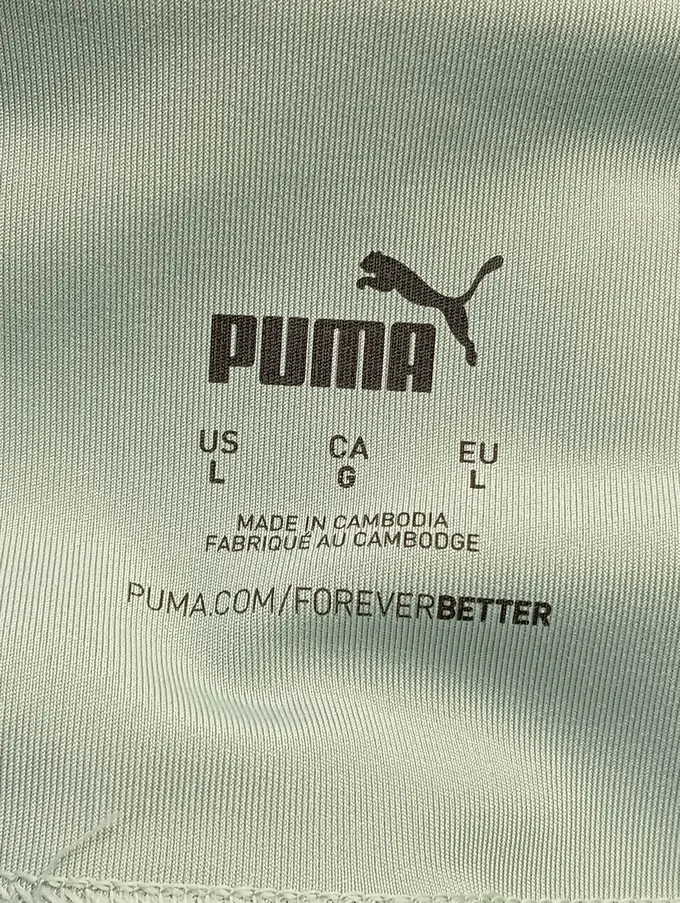 PUMA
US CA EU
L G L
MADE IN CAMBODIA
FABRIQUÉ AU CAMBODGE
PUMA.COM/FOREVERBETTER